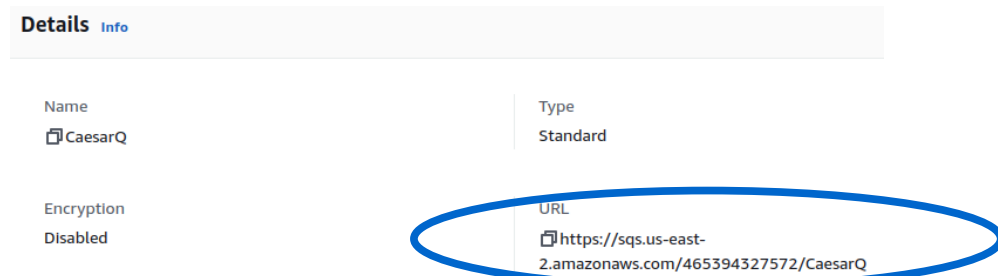 Details Info
Name
CaesarQ
Type
Standard
Encryption
Disabled
URL
https://sqs.us-east-
2.amazonaws.com/465394327572/CaesarQ